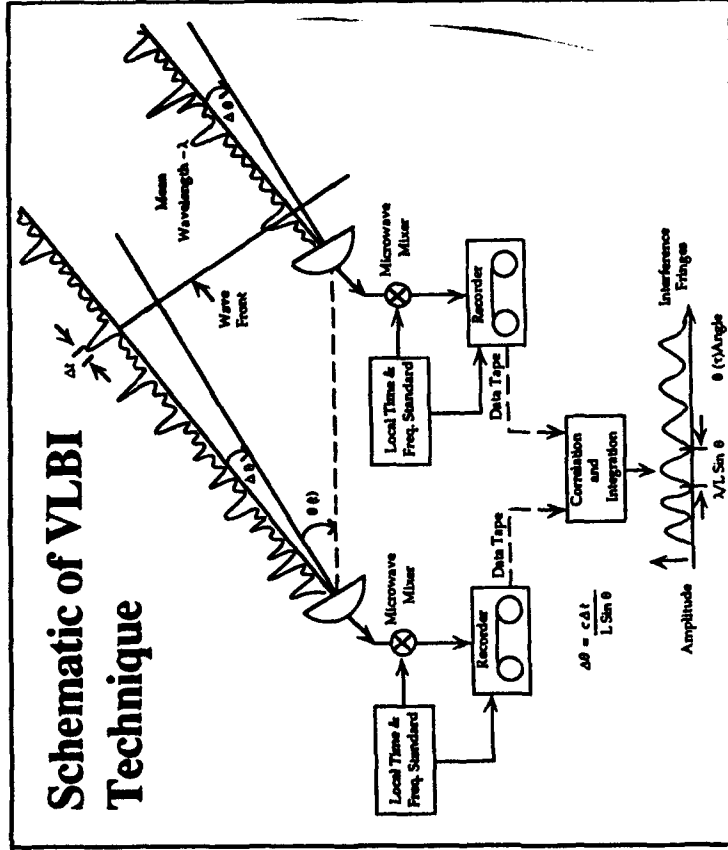 Schematic of VLBI
Technique
Δt
Mean
Wavelength - λ
Wave
Front
Δθ
Δθ
θ (t)
Microwave
Mixer
Microwave
Mixer
Local Time &
Freq. Standard
Local Time &
Freq. Standard
Recorder
Recorder
Data Tape
Data Tape
Correlation
and
Integration
Δθ = c Δt
L Sin θ
Amplitude
Interference
Fringes
λ/L Sin θ
θ (τ) Angle